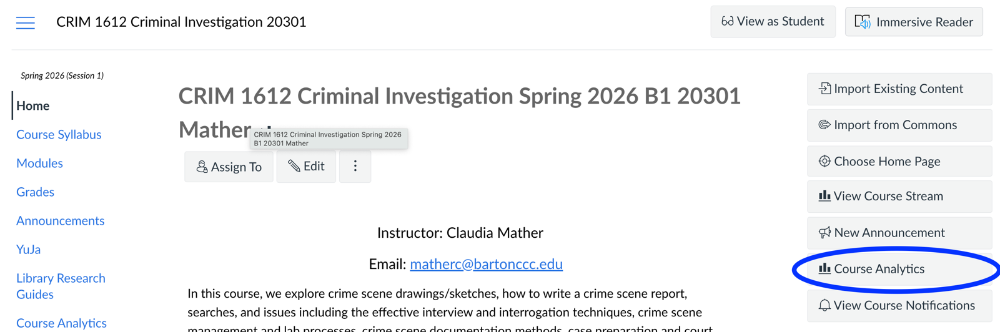 CRIM 1612 Criminal Investigation 20301
View as Student
Immersive Reader
Spring 2026 (Session 1)
Home
Course Syllabus
Modules
Grades
Announcements
YuJa
Library Research
Guides
Course Analytics
CRIM 1612 Criminal Investigation Spring 2026 B1 20301
Mather
CRIM 1612 Criminal Investigation Spring 2026
B1 20301 Mather
Assign To
Edit
Instructor: Claudia Mather
Email: matherc@bartonccc.edu
In this course, we explore crime scene drawings/sketches, how to write a crime scene report,
searches, and issues including the effective interview and interrogation techniques, crime scene
management and lab processes, crime scene documentation methods, case preparation and court
Import Existing Content
Import from Commons
Choose Home Page
View Course Stream
New Announcement
Course Analytics
View Course Notifications